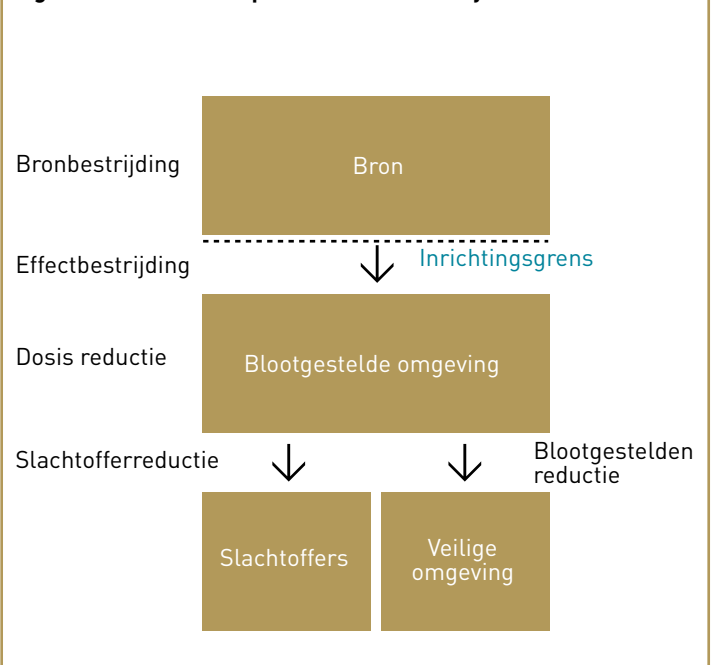 Bronbestrijding
Bron
Effectbestrijding
Inrichtingsgrens
Dosis reductie
Blootgestelde omgeving
Slachtofferreductie
Blootgestelden
reductie
Slachtoffers
Veilige
omgeving